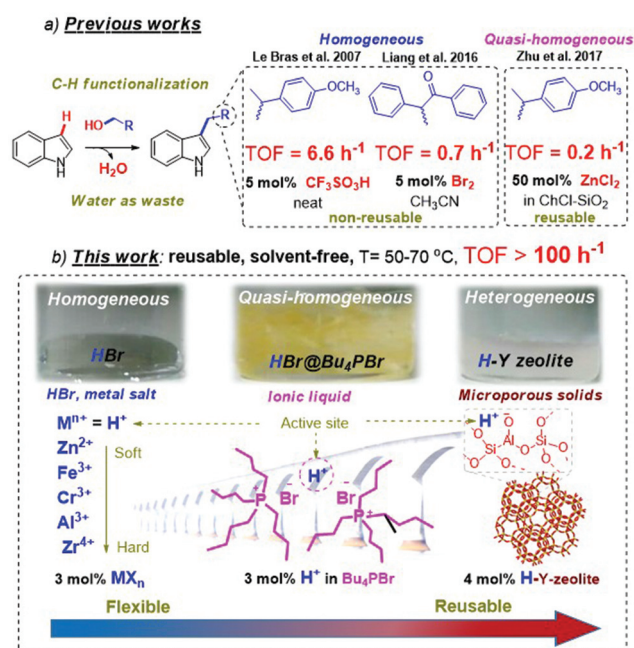 a) Previous works
Homogeneous
Quasi-homogeneous
Le Bras et al. 2007
Liang et al. 2016
Zhu et al. 2017
C-H functionalization
H
HO
R
N
H
H2O
R
N
H
Water as waste
OCH3
O
OCH3
TOF = 6.6 h-1
TOF = 0.7 h-1
TOF = 0.2 h-1
5 mol% CF3SO3H
5 mol% Br2
50 mol% ZnCl2
neat
CH3CN
in ChCl-SiO2
non-reusable
reusable
b) This work: reusable, solvent-free, T= 50-70 ºC, TOF > 100 h-1
Homogeneous
Quasi-homogeneous
Heterogeneous
HBr
HBr@Bu4PBr
H-Y zeolite
HBr, metal salt
Ionic liquid
Microporous solids
Mn+ = H+
Active site
H+
O
O
O
O
Si
Al
Si
O
O
O
O
Zn2+
Soft
Fe3+
Cr3+
Al3+
Zr4+
Hard
H+
P+
Br-
Br-
P+
3 mol% MXn
3 mol% H+ in Bu4PBr
4 mol% H-Y-zeolite
Flexible
Reusable